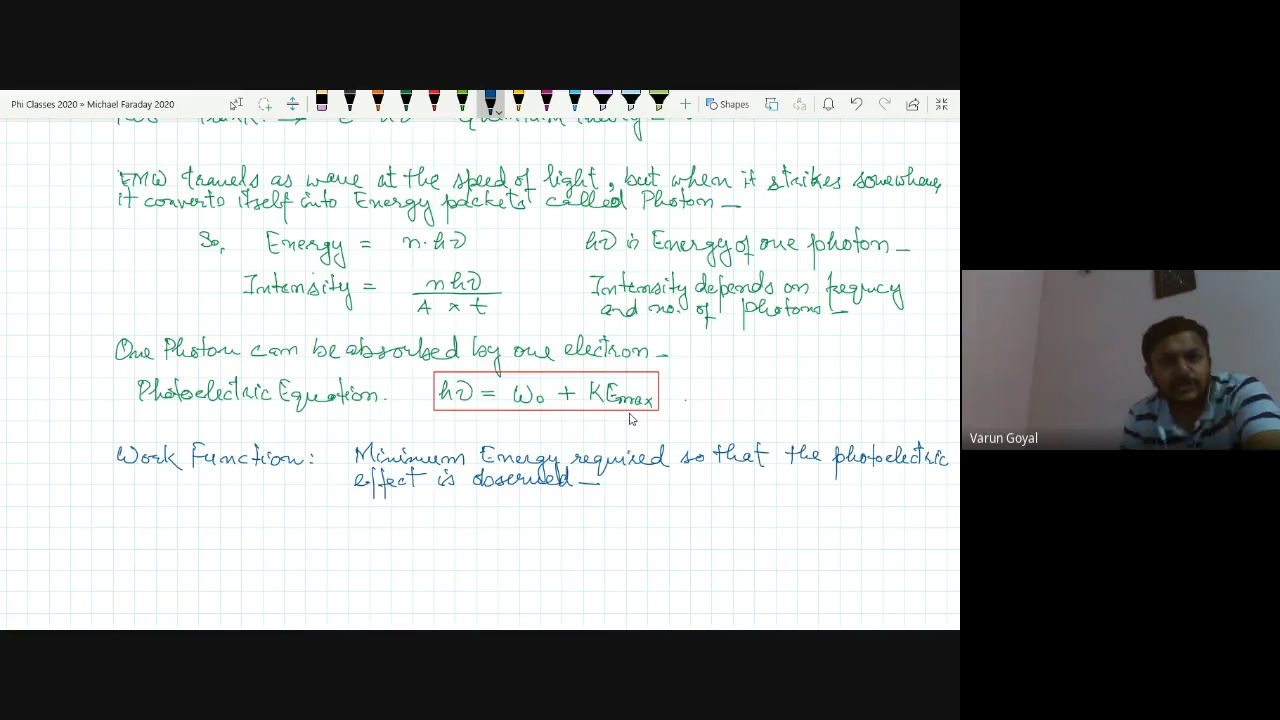 Phi Classes 2020 » Michael Faraday 2020
Shapes
EMW travels as wave at the speed of light, but when it strikes somewhere,
it converts itself into Energy packets called Photon –
So, Energy = n·hν hν is Energy of one photon –
Intensity = nhν / A × t Intensity depends on frequcy
and no. of photons –
One Photon can be absorbed by one electron –
Photoelectric Equation. hν = ω₀ + KEmax
Varun Goyal
Work Function: Minimum Energy required so that the photoelectric
effect is observed –